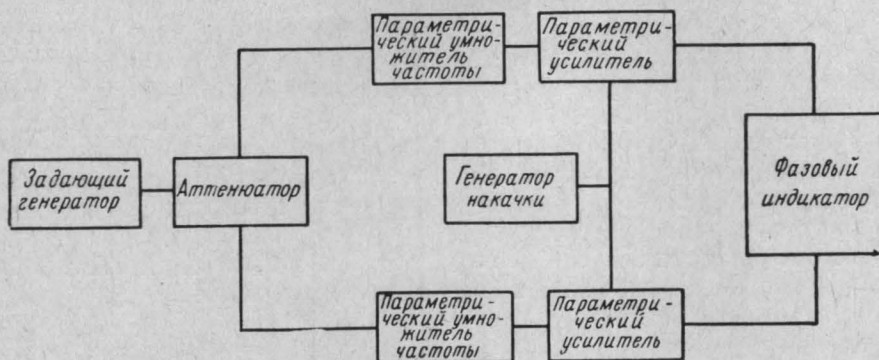 Параметри-
ческий умно-
житель
частоты
Параметри-
ческий
усилитель
Задающий
генератор
Аттенюатор
Генератор
накачки
Фазовый
индикатор
Параметри-
ческий умно-
житель
частоты
Параметри-
ческий
усилитель